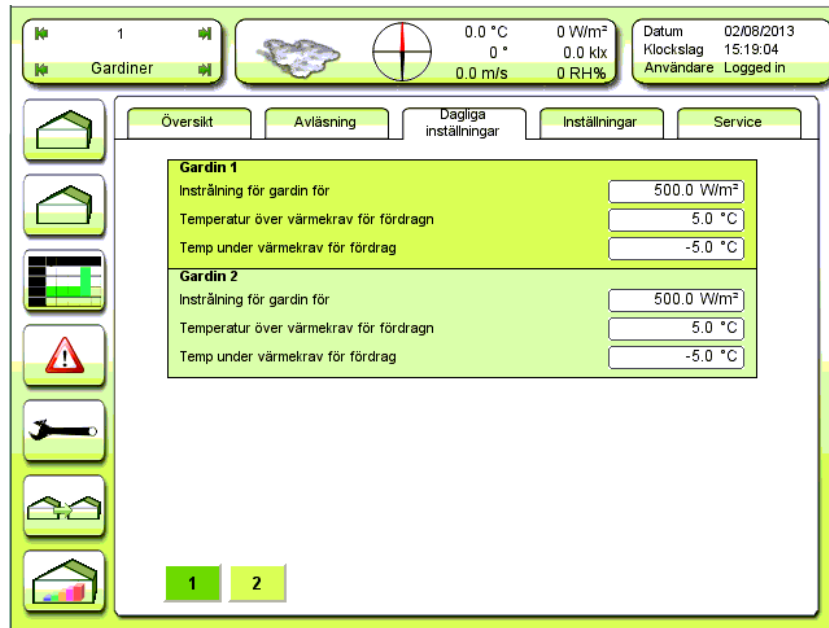 1
Gardiner
0.0 °C
0 °
0.0 m/s
0 W/m²
0.0 klx
0 RH%
Datum 02/08/2013
Klockslag 15:19:04
Användare Logged in
Översikt
Avläsning
Dagliga
inställningar
Inställningar
Service
Gardin 1
Instrålning för gardin för 500.0 W/m²
Temperatur över värmekrav för fördragn 5.0 °C
Temp under värmekrav för fördrag -5.0 °C
Gardin 2
Instrålning för gardin för 500.0 W/m²
Temperatur över värmekrav för fördragn 5.0 °C
Temp under värmekrav för fördrag -5.0 °C
1 2